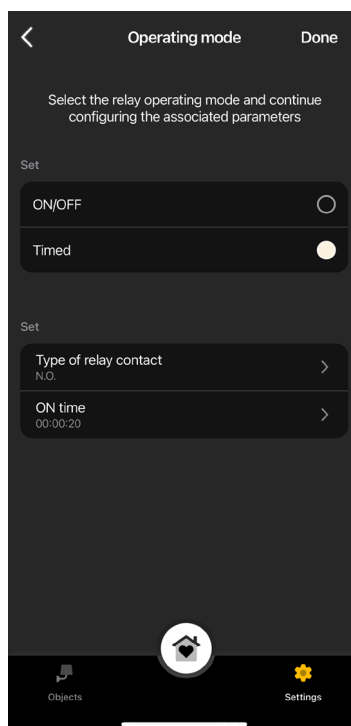 Operating mode
Done
Select the relay operating mode and continue
configuring the associated parameters
Set
ON/OFF
Timed
Set
Type of relay contact
N.O.
ON time
00:00:20
Objects
Settings